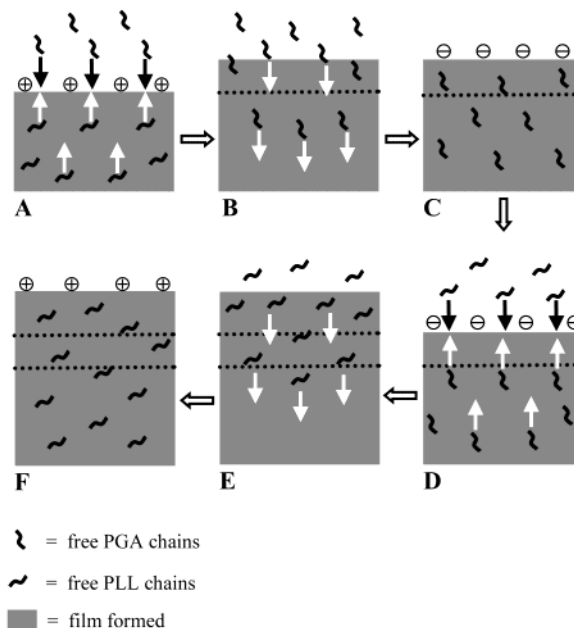 A
B
C
F
E
D
= free PGA chains
= free PLL chains
= film formed